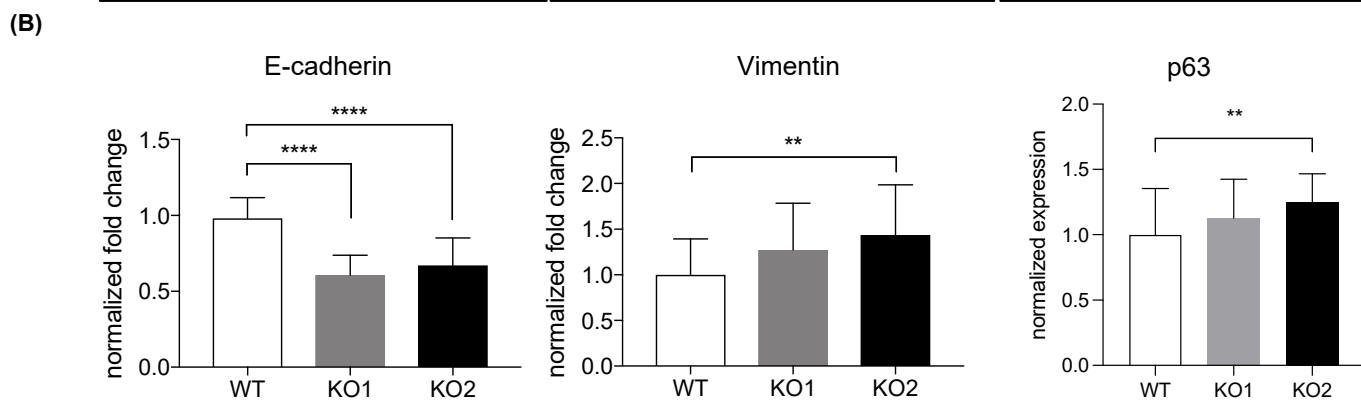 (B)
E-cadherin
normalized fold change
1.5
1.0
0.5
0.0
****
****
WT KO1 KO2
Vimentin
normalized fold change
2.5
2.0
1.5
1.0
0.5
0.0
**
WT KO1 KO2
p63
normalized expression
2.0
1.5
1.0
0.5
0.0
**
WT KO1 KO2